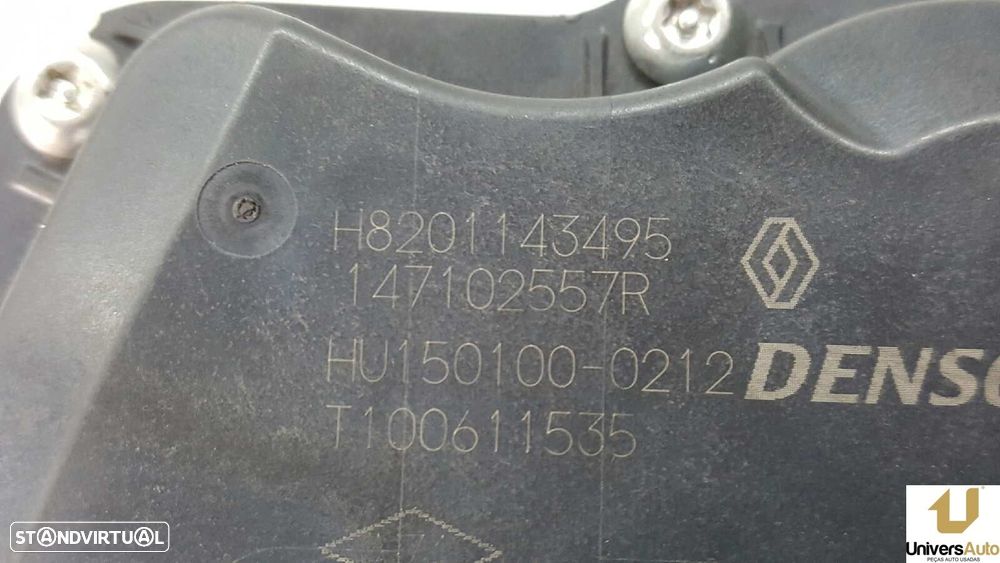 H8201143495
147102557R
HU150100-0212
DENSO
T100611535
STANDVIRTUAL
UniversAuto
PEÇAS AUTO USADAS